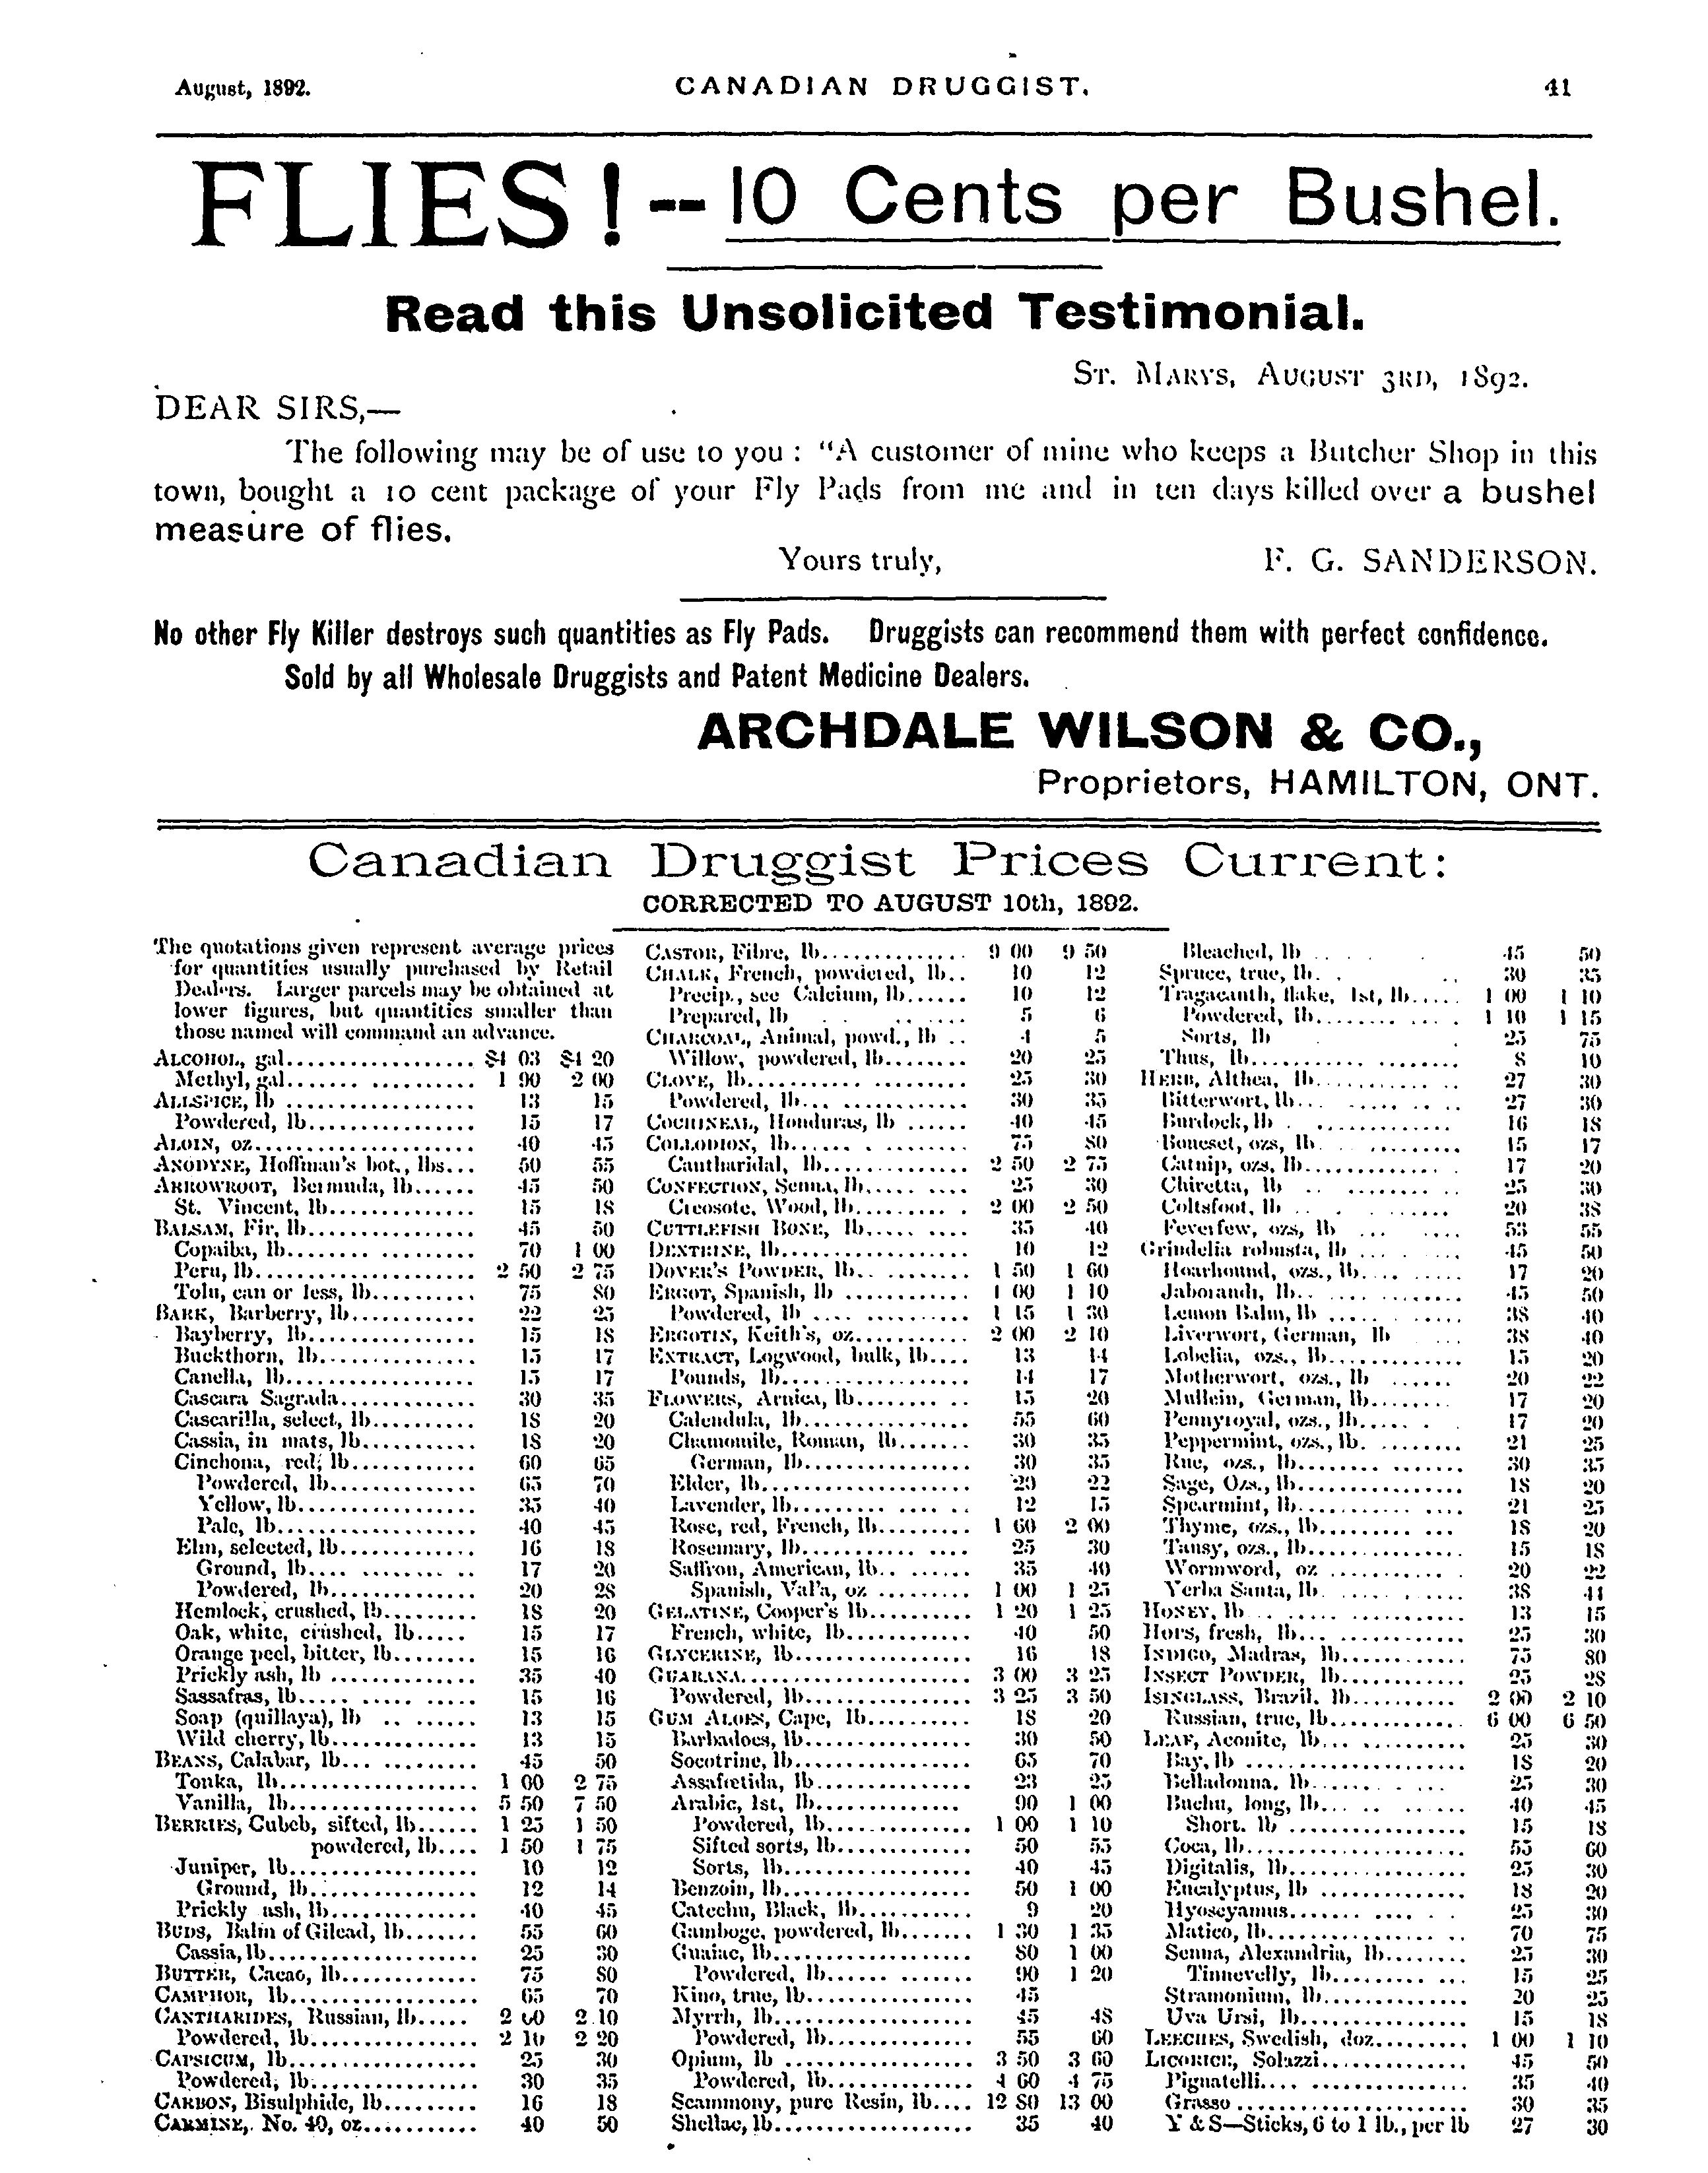 August, 1892.
CANADIAN DRUGGIST.
41
FLIES!--10 Cents per Bushel.
Read this Unsolicited Testimonial.
ST. MARYS, AUGUST 3RD, 1892.
DEAR SIRS,—
The following may be of use to you : "A customer of mine who keeps a Butcher Shop in this
town, bought a 10 cent package of your Fly Pads from me and in ten days killed over a bushel
measure of flies.
Yours truly,
F. G. SANDERSON.
No other Fly Killer destroys such quantities as Fly Pads. Druggists can recommend them with perfect confidence.
Sold by all Wholesale Druggists and Patent Medicine Dealers.
ARCHDALE WILSON & CO.,
Proprietors, HAMILTON, ONT.
Canadian Druggist Prices Current:
CORRECTED TO AUGUST 10th, 1892.
The quotations given represent average prices
for quantities usually purchased by Retail
Dealers. Larger parcels may be obtained at
lower figures, but quantities smaller than
those named will command an advance.
ALCOHOL, gal.................. $4 03 $4 20
Methyl, gal....... .......... 1 90 2 00
ALLSPICE, lb .................. 13 15
Powdered, lb................ 15 17
ALOIN, oz..................... 40 45
ANODYNE, Hoffman's bot., lbs... 50 55
ARROWROOT, Bermuda, lb...... 45 50
St. Vincent, lb.............. 15 18
BALSAM, Fir, lb................ 45 50
Copaiba, lb........ .......... 70 1 00
Peru, lb..................... 2 50 2 75
Tolu, can or less, lb.......... 75 80
BARK, Barberry, lb............ 22 25
Bayberry, lb................ 15 18
Buckthorn, lb............... 15 17
Canella, lb.................. 15 17
Cascara Sagrada............. 30 35
Cascarilla, select, lb.......... 18 20
Cassia, in mats, lb........... 18 20
Cinchona, red, lb............ 60 65
Powdered, lb.............. 65 70
Yellow, lb................. 35 40
Pale, lb................... 40 45
Elm, selected, lb............. 16 18
Ground, lb.... ........ .. 17 20
Powdered, lb.............. 20 28
Hemlock, crushed, lb......... 18 20
Oak, white, crushed, lb..... 15 17
Orange peel, bitter, lb........ 15 16
Prickly ash, lb .............. 35 40
Sassafras, lb..... ..... ..... 15 16
Soap (quillaya), lb .. ...... 13 15
Wild cherry, lb.............. 13 15
BEANS, Calabar, lb... ......... 45 50
Tonka, lb................... 1 00 2 75
Vanilla, lb.................. 5 50 7 50
BERRIES, Cubeb, sifted, lb...... 1 25 1 50
powdered, lb.... 1 50 1 75
Juniper, lb.................. 10 12
Ground, lb................ 12 14
Prickly ash, lb.............. 40 45
BUDS, Balm of Gilead, lb....... 55 60
Cassia, lb.................... 25 30
BUTTER, Cacao, lb............. 75 80
CAMPHOR, lb.................. 65 70
CANTHARIDES, Russian, lb..... 2 00 2 10
Powdered, lb................ 2 10 2 20
CAPSICUM, lb.................. 25 30
Powdered, lb................ 30 35
CARBON, Bisulphide, lb......... 16 18
CARMINE, No. 40, oz........... 40 50
CASTOR, Fibre, lb.............. 9 00 9 50
CHALK, French, powdered, lb.. 10 12
Precip., see Calcium, lb...... 10 12
Prepared, lb . . .. .... 5 6
CHARCOAL, Animal, powd., lb .. 4 5
Willow, powdered, lb........ 20 25
CLOVE, lb........... ......... 25 30
Powdered, lb... ............ 30 35
COCHINEAL, Honduras, lb ...... 40 45
COLLODION, lb........ ......... 75 80
Cantharidal, lb.............. 2 50 2 75
CONFECTION, Senna, lb..... .... 25 30
Creosote, Wood, lb........... 2 00 2 50
CUTTLEFISH BONE, lb.......... 35 40
DEXTRINE, lb.................. 10 12
DOVER'S POWDER, lb.. ........ 1 50 1 60
ERGOT, Spanish, lb ............ 1 00 1 10
Powdered, lb .... .......... 1 15 1 30
ERGOTIN, Keith's, oz........... 2 00 2 10
EXTRACT, Logwood, bulk, lb.... 13 14
Pounds, lb.................. 14 17
FLOWERS, Arnica, lb........ .. 15 20
Calendula, lb................ 55 60
Chamomile, Roman, lb....... 30 35
German, lb................ 30 35
Elder, lb.................... 20 22
Lavender, lb......... ..... .. 12 15
Rose, red, French, lb......... 1 60 2 00
Rosemary, lb........... .... 25 30
Saffron, American, lb.. ...... 35 40
Spanish, Val'a, oz ......... 1 00 1 25
GELATINE, Cooper's lb.......... 1 20 1 25
French, white, lb............ 40 50
GLYCERINE, lb................. 16 18
GUARANA..................... 3 00 3 25
Powdered, lb................ 3 25 3 50
GUM ALOES, Cape, lb.......... 18 20
Barbadoes, lb................ 30 50
Socotrine, lb................. 65 70
Assafœtida, lb............... 23 25
Arabic, 1st, lb.............. 90 1 00
Powdered, lb.............. 1 00 1 10
Sifted sorts, lb............. 50 55
Sorts, lb.................. 40 45
Benzoin, lb.................. 50 1 00
Catechu, Black, lb........... 9 20
Gamboge, powdered, lb....... 1 30 1 35
Guaiac, lb................... 80 1 00
Powdered, lb.. ........... 90 1 20
Kino, true, lb................ 45
Myrrh, lb................... 45 48
Powdered, lb.............. 55 60
Opium, lb .................. 3 50 3 60
Powdered, lb.............. 4 60 4 75
Scammony, pure Resin, lb.... 12 80 13 00
Shellac, lb................... 35 40
Bleached, lb 45 50
Spruce, true, lb. 30 35
Tragacanth, flake, 1st, lb..... 1 00 1 10
Powdered, lb............. 1 10 1 15
Sorts, lb 25 75
Thus, lb............ ........ 8 10
HERB, Althea, lb.............. 27 30
Bitterwort, lb... ..... .. .. 27 30
Burdock, lb . ............ 16 18
Boneset, ozs, lb ............ 15 17
Catnip, ozs, lb............... 17 20
Chiretta, lb .. ........... 25 30
Coltsfoot, lb .. . ........ 20 38
Feverfew, ozs, lb ... .... 53 55
Grindelia robusta, lb ... ...... 45 50
Hoarhound, ozs., lb.......... 17 20
Jaborandi, lb.. ............ 45 50
Lemon Balm, lb ........... 38 40
Liverwort, German, lb ...... 38 40
Lobelia, ozs., lb............. 15 20
Motherwort, ozs., lb ...... 20 22
Mullein, German, lb......... 17 20
Pennyroyal, ozs., lb...... . 17 20
Peppermint, ozs., lb. ........ 21 25
Rue, ozs., lb......... ....... 30 35
Sage, Ozs., lb............... 18 20
Spearmint, lb.......... .... 21 25
Thyme, ozs., lb.......... ... 18 20
Tansy, ozs., lb.............. 15 18
Wormwood, oz ............ 20 22
Yerba Santa, lb ............ 38 44
HONEY, lb .. . .............. 13 15
HOPS, fresh, lb... ............ 25 30
INDIGO, Madras, lb............ 75 80
INSECT POWDER, lb........... 25 28
ISINGLASS, Brazil, lb.......... 2 00 2 10
Russian, true, lb............. 6 00 6 50
LEAF, Aconite, lb... .......... 25 30
Bay, lb ..................... 18 20
Belladonna, lb.............. 25 30
Buchu, long, lb... .. ...... 40 45
Short, lb ................. 15 18
Coca, lb..................... 55 60
Digitalis, lb................. 25 30
Eucalyptus, lb .............. 18 20
Hyoscyamus........ ... . . 25 30
Matico, lb.................. 70 75
Senna, Alexandria, lb........ 25 30
Tinnevelly, lb.......... ... 15 25
Stramonium, lb.............. 20 25
Uva Ursi, lb................ 15 18
LEECHES, Swedish, doz......... 1 00 1 10
LICORICE, Solazzi.............. 45 50
Pignatelli.... .............. 35 40
Grasso ...................... 30 35
Y & S—Sticks, 6 to 1 lb., per lb 27 30